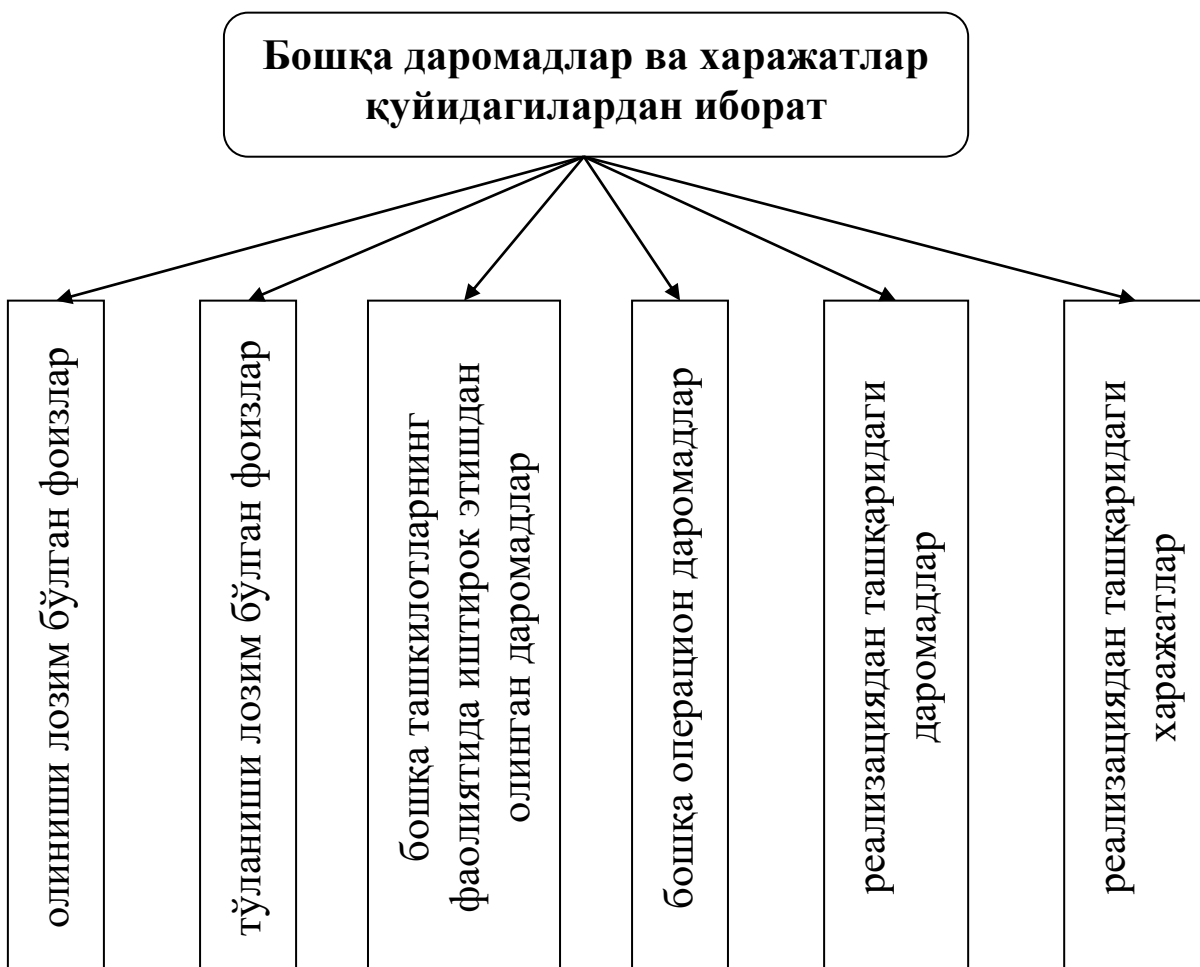 Бошқа даромадлар ва харажатлар
қуйидагилардан иборат
олиниши лозим бўлган фоизлар
тўланиши лозим бўлган фоизлар
бошқа ташкилотларнинг
фаолиятида иштирок этишдан
олинган даромадлар
бошқа операцион даромадлар
реализациядан ташқаридаги
даромадлар
реализациядан ташқаридаги
харажатлар